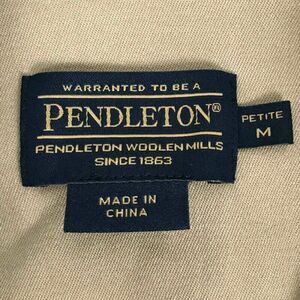 WARRANTED TO BE A
PENDLETON®
PENDLETON WOOLEN MILLS
SINCE 1863
PETITE
M
MADE IN
CHINA